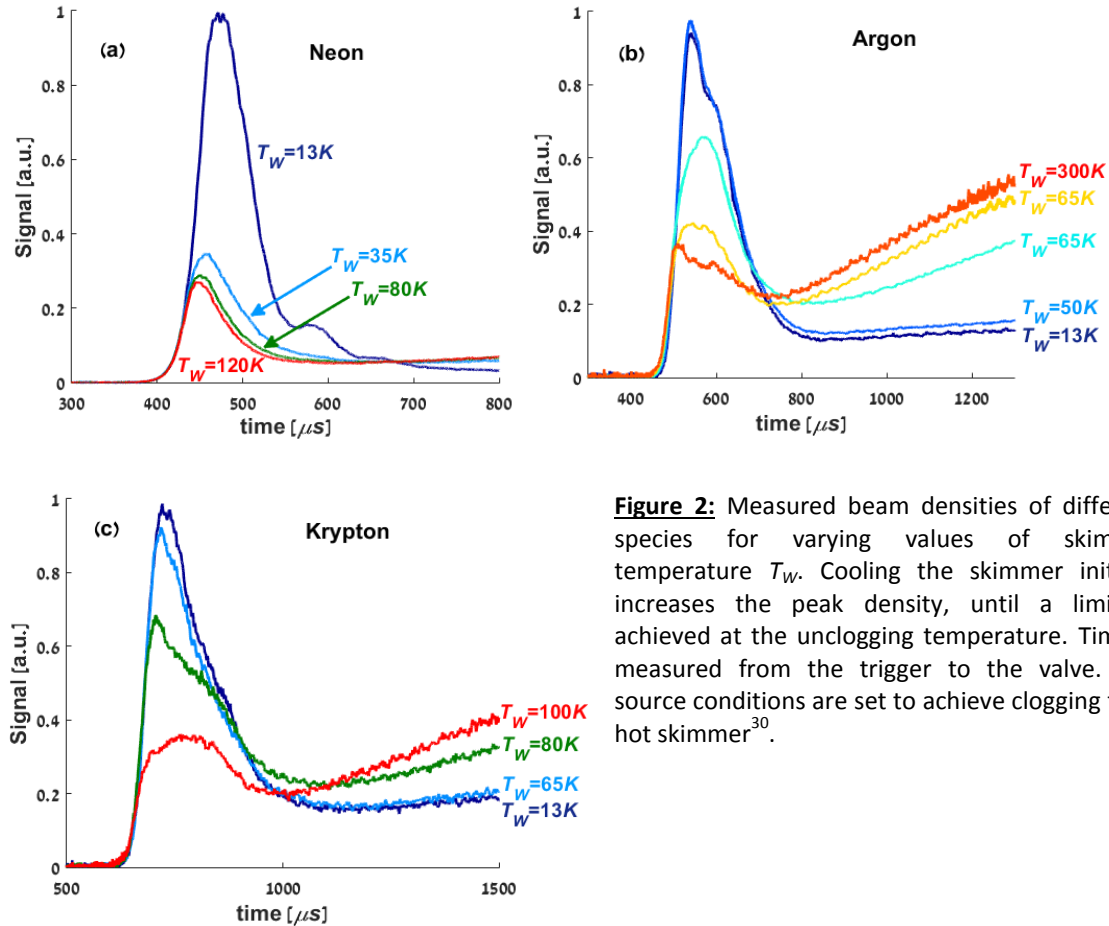 (a)
Neon
Signal [a.u.]
1
0.8
0.6
0.4
0.2
0
T_W=13K
T_W=35K
T_W=80K
T_W=120K
300 400 500 600 700 800
time [μs]
(b)
Argon
Signal [a.u.]
1
0.8
0.6
0.4
0.2
0
T_W=300K
T_W=65K
T_W=65K
T_W=50K
T_W=13K
400 600 800 1000 1200
time [μs]
(c)
Krypton
Signal [a.u.]
1
0.8
0.6
0.4
0.2
0
T_W=100K
T_W=80K
T_W=65K
T_W=13K
500 1000 1500
time [μs]
Figure 2: Measured beam densities of differ
species for varying values of skim
temperature T_W. Cooling the skimmer init
increases the peak density, until a limi
achieved at the unclogging temperature. Tin
measured from the trigger to the valve.
source conditions are set to achieve clogging
hot skimmer³⁰.